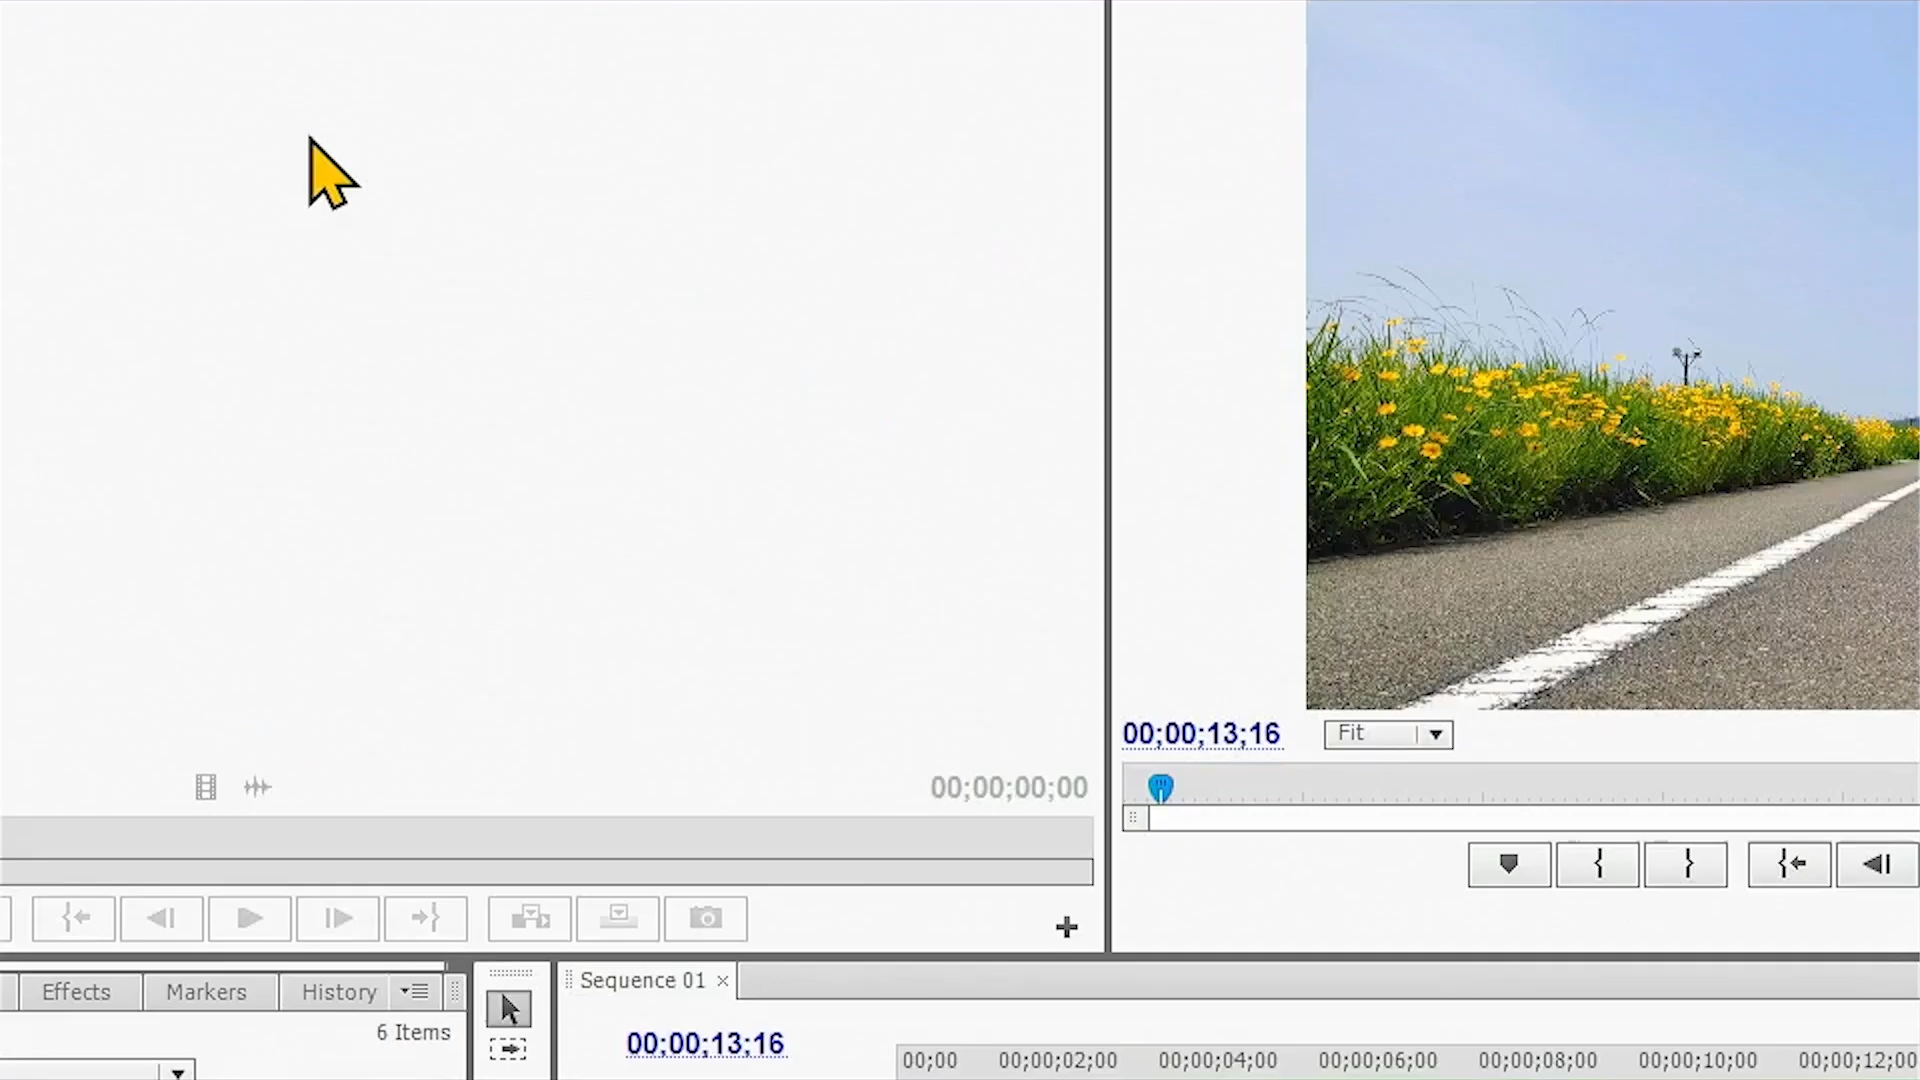 00;00;13;16
Fit
00;00;00;00
Effects
Markers
History
6 Items
Sequence 01
00;00;13;16
00;00
00;00;02;00
00;00;04;00
00;00;06;00
00;00;08;00
00;00;10;00
00;00;12;00